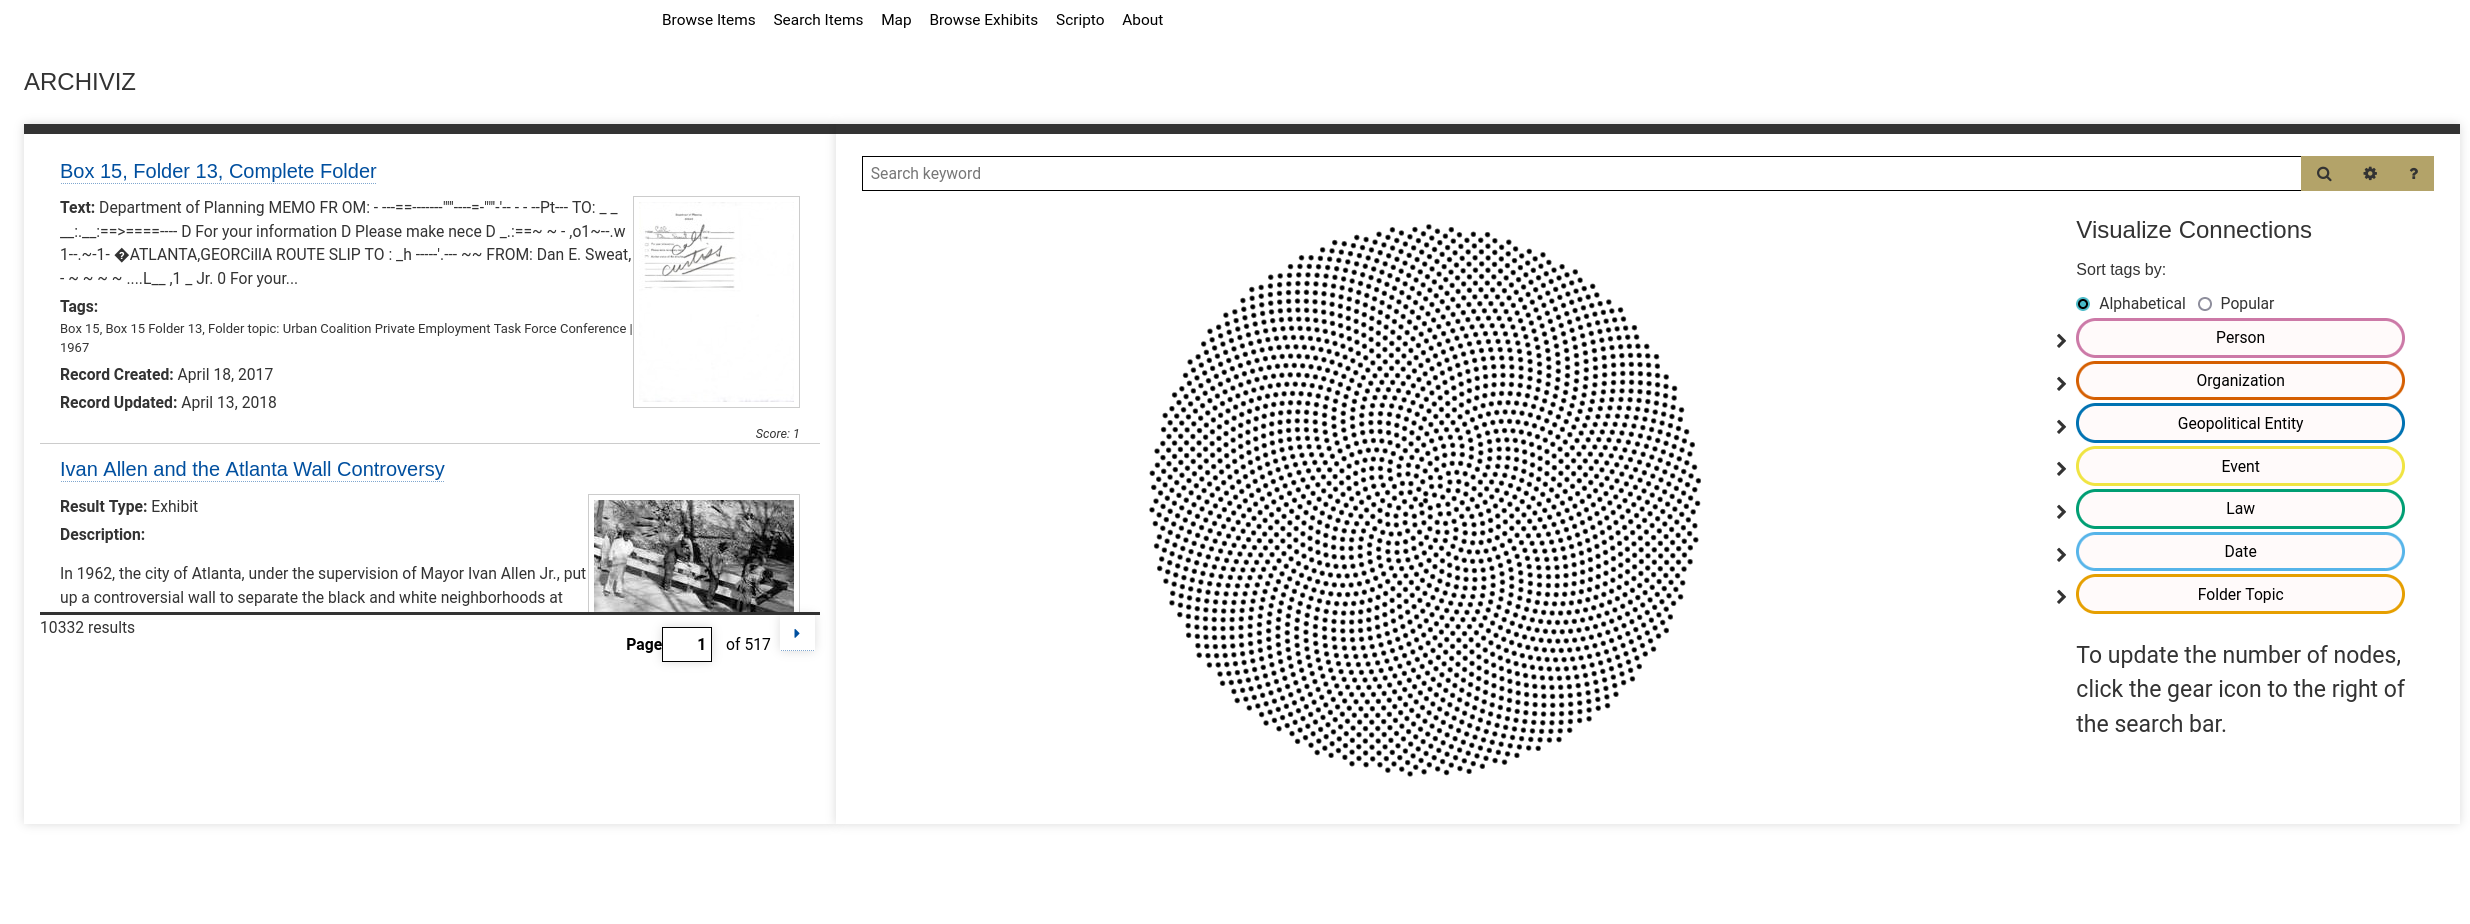 Browse Items Search Items Map Browse Exhibits Scripto About
ARCHIVIZ
Box 15, Folder 13, Complete Folder
Text: Department of Planning MEMO FR OM: - ---==-------""'----=-""'-'-- - - --Pt--- TO: _ _
__:.__:==>====---- D For your information D Please make nece D _.:==~ ~ - ,o1~--.w
1--.~-1- �ATLANTA,GEORCillA ROUTE SLIP TO : _h -----'.--- ~~ FROM: Dan E. Sweat,
- ~ ~ ~ ~ ....L__ ,1 _ Jr. 0 For your...
Tags:
Box 15, Box 15 Folder 13, Folder topic: Urban Coalition Private Employment Task Force Conference |
1967
Record Created: April 18, 2017
Record Updated: April 13, 2018
call
curtiss
Score: 1
Ivan Allen and the Atlanta Wall Controversy
Result Type: Exhibit
Description:
In 1962, the city of Atlanta, under the supervision of Mayor Ivan Allen Jr., put
up a controversial wall to separate the black and white neighborhoods at
10332 results
Page 1 of 517
Search keyword
?
Visualize Connections
Sort tags by:
Alphabetical Popular
Person
Organization
Geopolitical Entity
Event
Law
Date
Folder Topic
To update the number of nodes,
click the gear icon to the right of
the search bar.